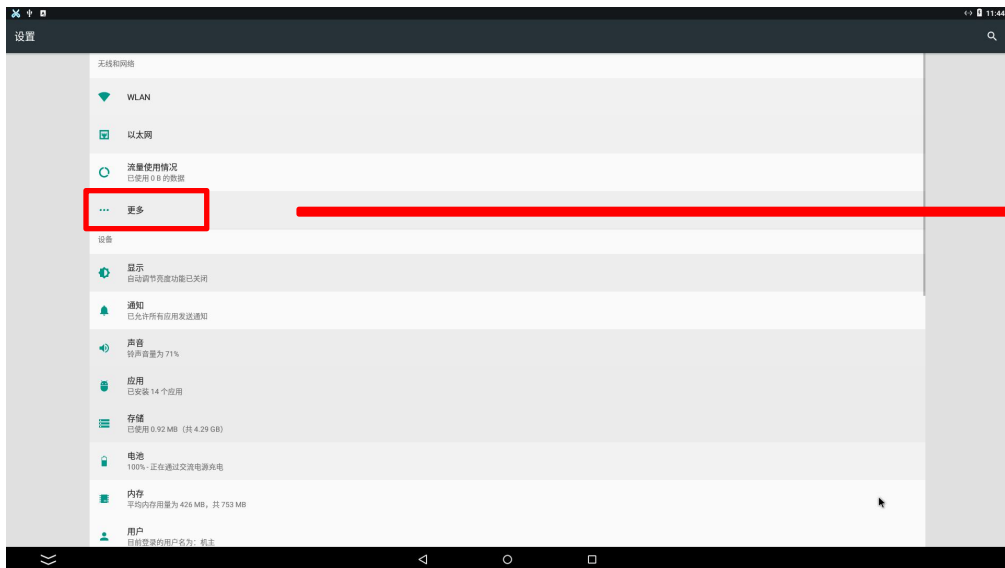 11:44
设置
无线和网络
WLAN
以太网
流量使用情况
已使用 0 B 的数据
更多
设备
显示
自动调节亮度功能已关闭
通知
已允许所有应用发送通知
声音
铃声音量为 71%
应用
已安装 14 个应用
存储
已使用 0.92 MB（共 4.29 GB）
电池
100% - 正在通过交流电源充电
内存
平均内存用量为 426 MB，共 753 MB
用户
目前登录的用户名为：机主